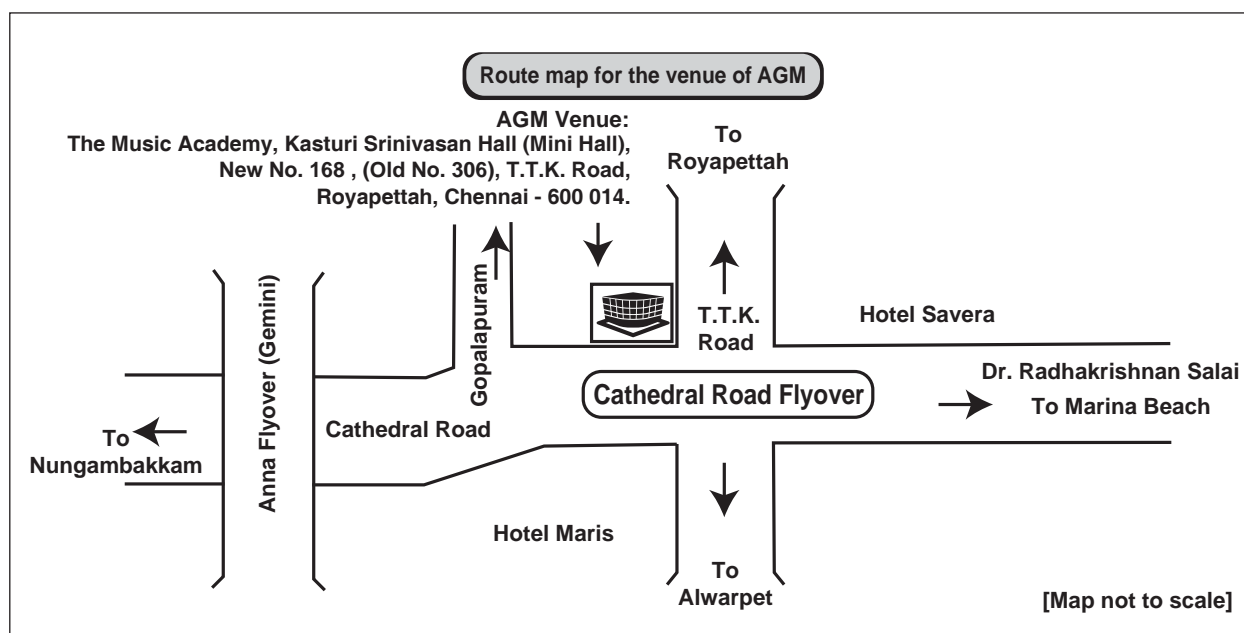 Route map for the venue of AGM
AGM Venue:
The Music Academy, Kasturi Srinivasan Hall (Mini Hall),
New No. 168 , (Old No. 306), T.T.K. Road,
Royapettah, Chennai - 600 014.
To
Royapettah
Anna Flyover (Gemini)
Gopalapuram
T.T.K.
Road
Hotel Savera
Cathedral Road Flyover
Dr. Radhakrishnan Salai
To Marina Beach
Cathedral Road
To
Nungambakkam
Hotel Maris
To
Alwarpet
[Map not to scale]